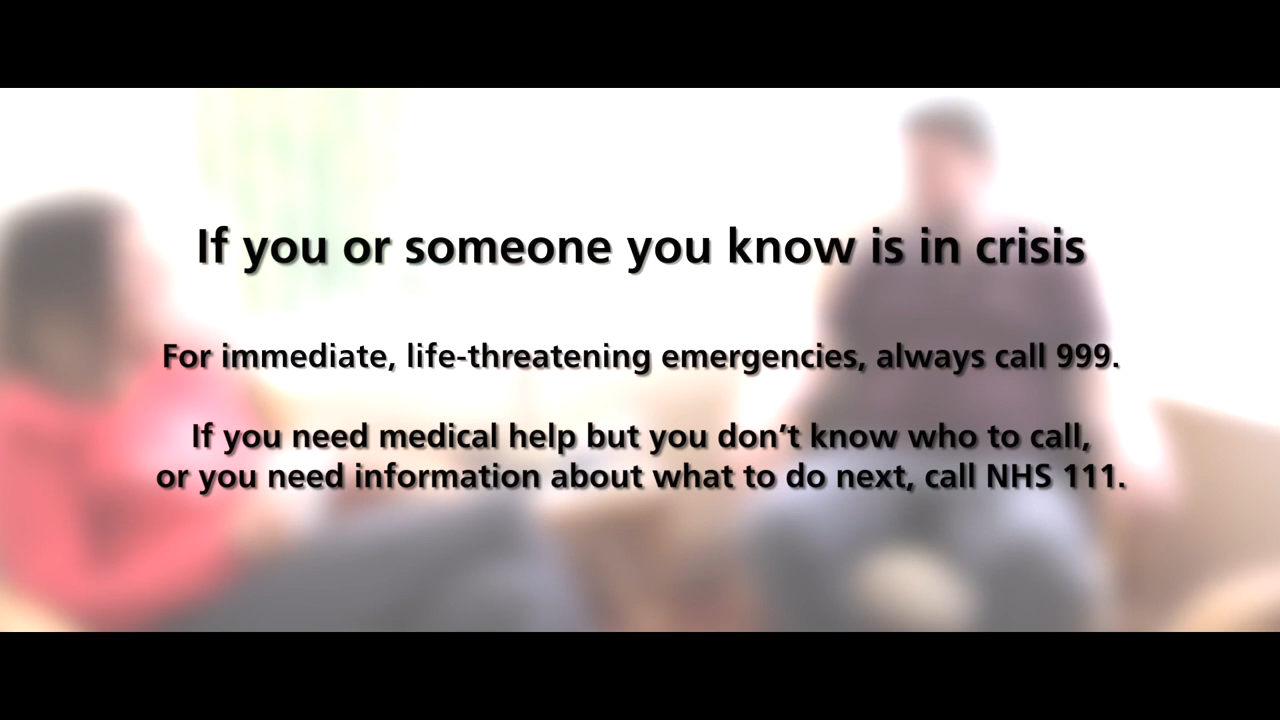 If you or someone you know is in crisis
For immediate, life-threatening emergencies, always call 999.
If you need medical help but you don’t know who to call,
or you need information about what to do next, call NHS 111.